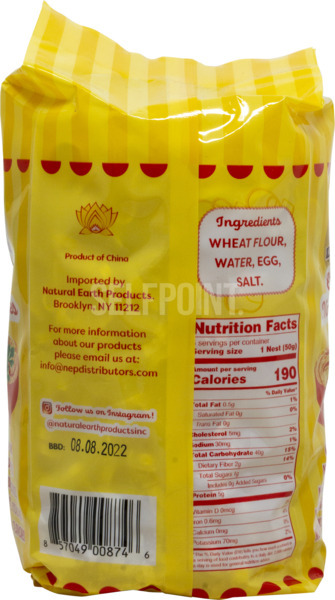 Product of China
Imported by
Natural Earth Products.
Brooklyn, NY 11212
For more information
about our products
please email us at:
info@nepdistributors.com
Follow us on Instagram!
@naturalearthproductsinc
BBD: 08.08.2022
8 57049 00874 6
Ingredients
WHEAT FLOUR,
WATER, EGG,
SALT.
SELFPOINT.
Nutrition Facts
servings per container
Serving size 1 Nest (50g)
Amount per serving
Calories 190
% Daily Value*
Total Fat 0.5g 1%
Saturated Fat 0g 0%
Trans Fat 0g
Cholesterol 5mg
Sodium 30mg
Total Carbohydrate 40g
14%
Dietary Fiber 2g
Total Sugars
Includes 0g Added Sugars 0%
Protein 5g
Vitamin D 0mcg
Iron 0.6mg
Calcium 0mg
Potassium 70mg